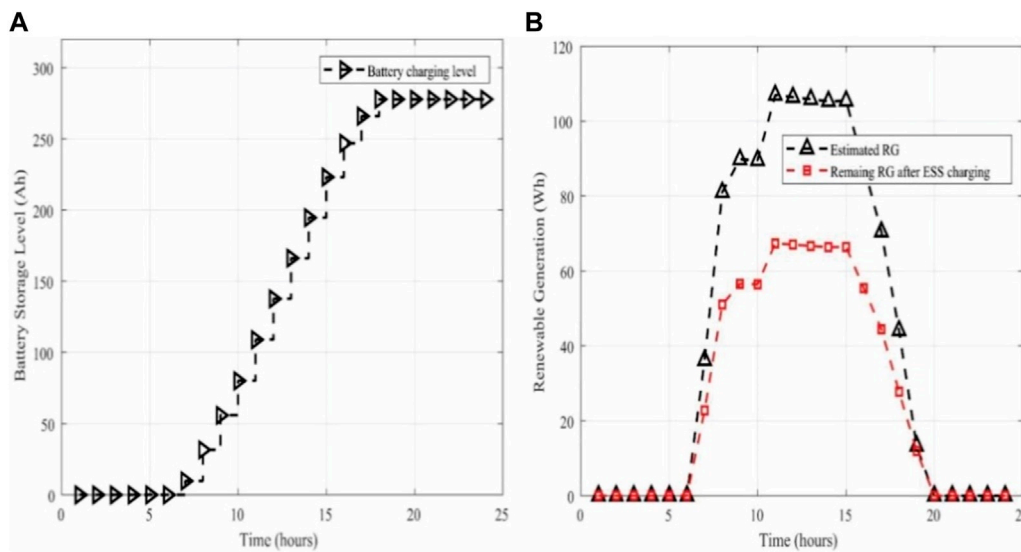 A
B
300
250
200
150
100
50
0
Battery Storage Level (Ah)
Battery charging level
0
5
10
15
20
25
Time (hours)
120
100
80
60
40
20
0
Renewable Generation (Wh)
Estimated RG
Remaing RG after ESS charging
0
5
10
15
20
25
Time (hours)